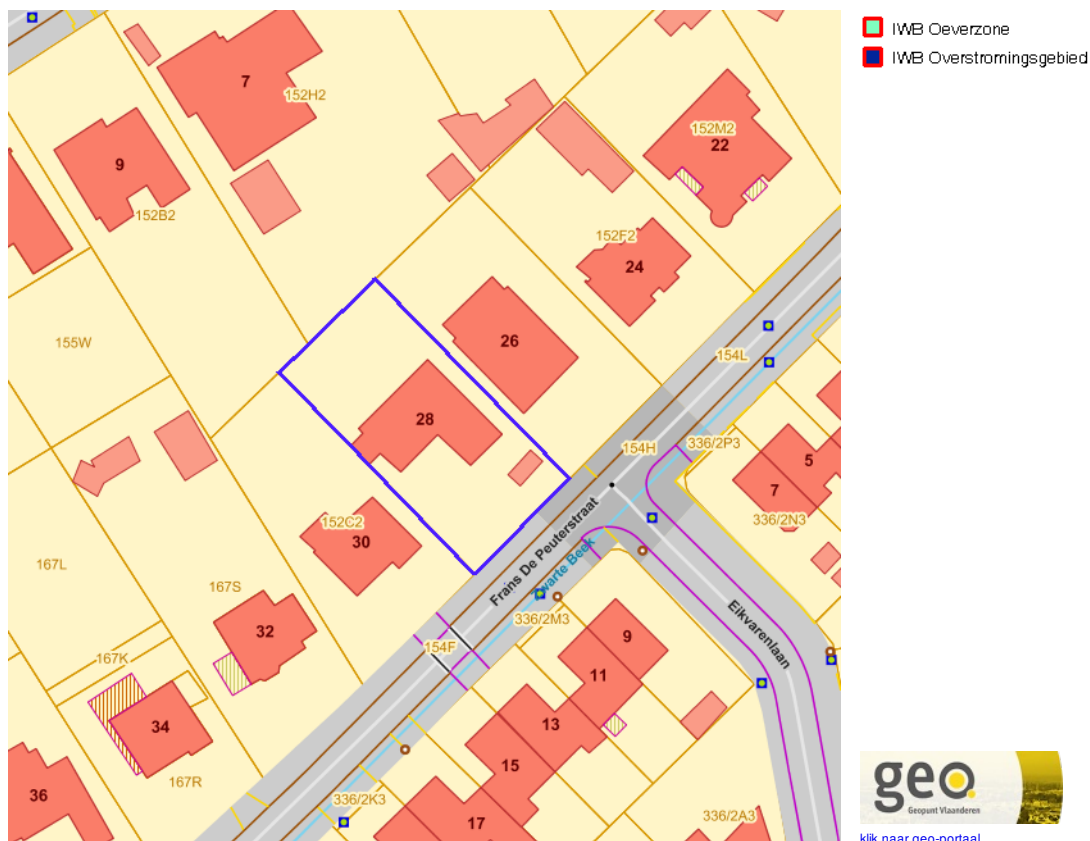 IWB Oeverzone
IWB Overstromingsgebied
7
152H2
9
152B2
152M2
22
152F2
24
26
155W
28
154L
154H
336/2P3
5
7
336/2N3
152C2
30
Frans De Peuterstraat
Zwarte Beek
Eikvarenlaan
167L
167S
32
336/2M3
154F
9
11
167K
34
13
15
167R
36
336/2K3
17
336/2A3
geo.
Geopunt Vlaanderen
klik naar geo-portaal